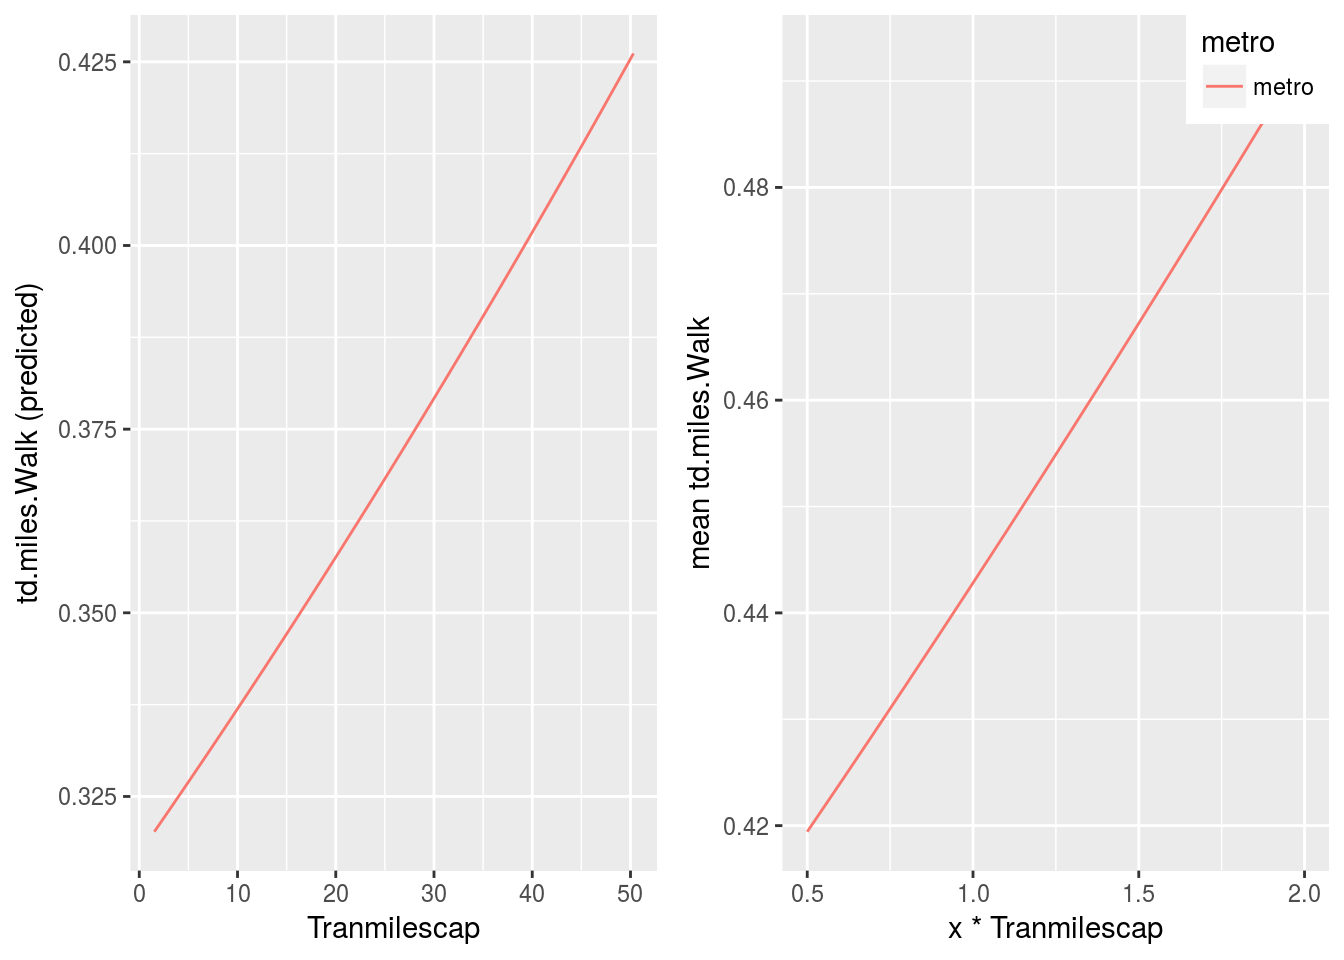 td.miles.Walk (predicted)
0.425
0.400
0.375
0.350
0.325
0 10 20 30 40 50
Tranmilescap
mean td.miles.Walk
0.48
0.46
0.44
0.42
0.5 1.0 1.5 2.0
x * Tranmilescap
metro
metro